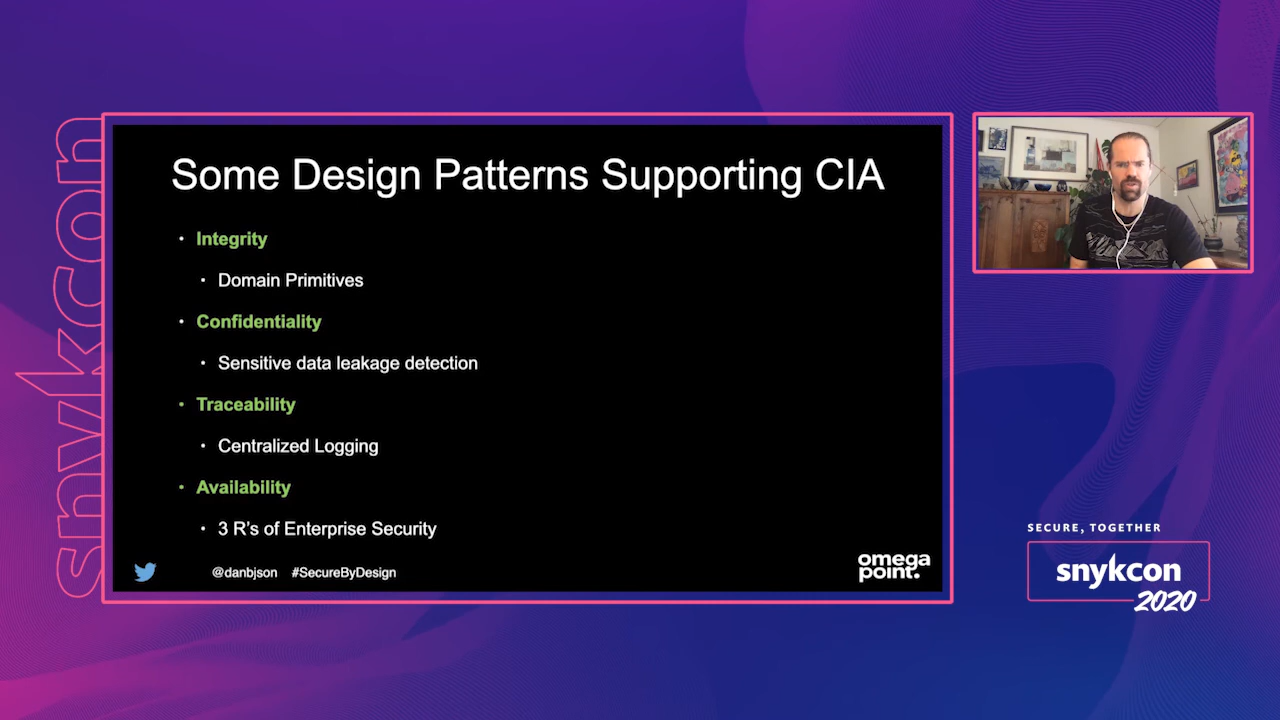 snykcon
Some Design Patterns Supporting CIA
• Integrity
• Domain Primitives
• Confidentiality
• Sensitive data leakage detection
• Traceability
• Centralized Logging
• Availability
• 3 R's of Enterprise Security
@danbjson #SecureByDesign
omega
point.
SECURE, TOGETHER
snykcon
2020